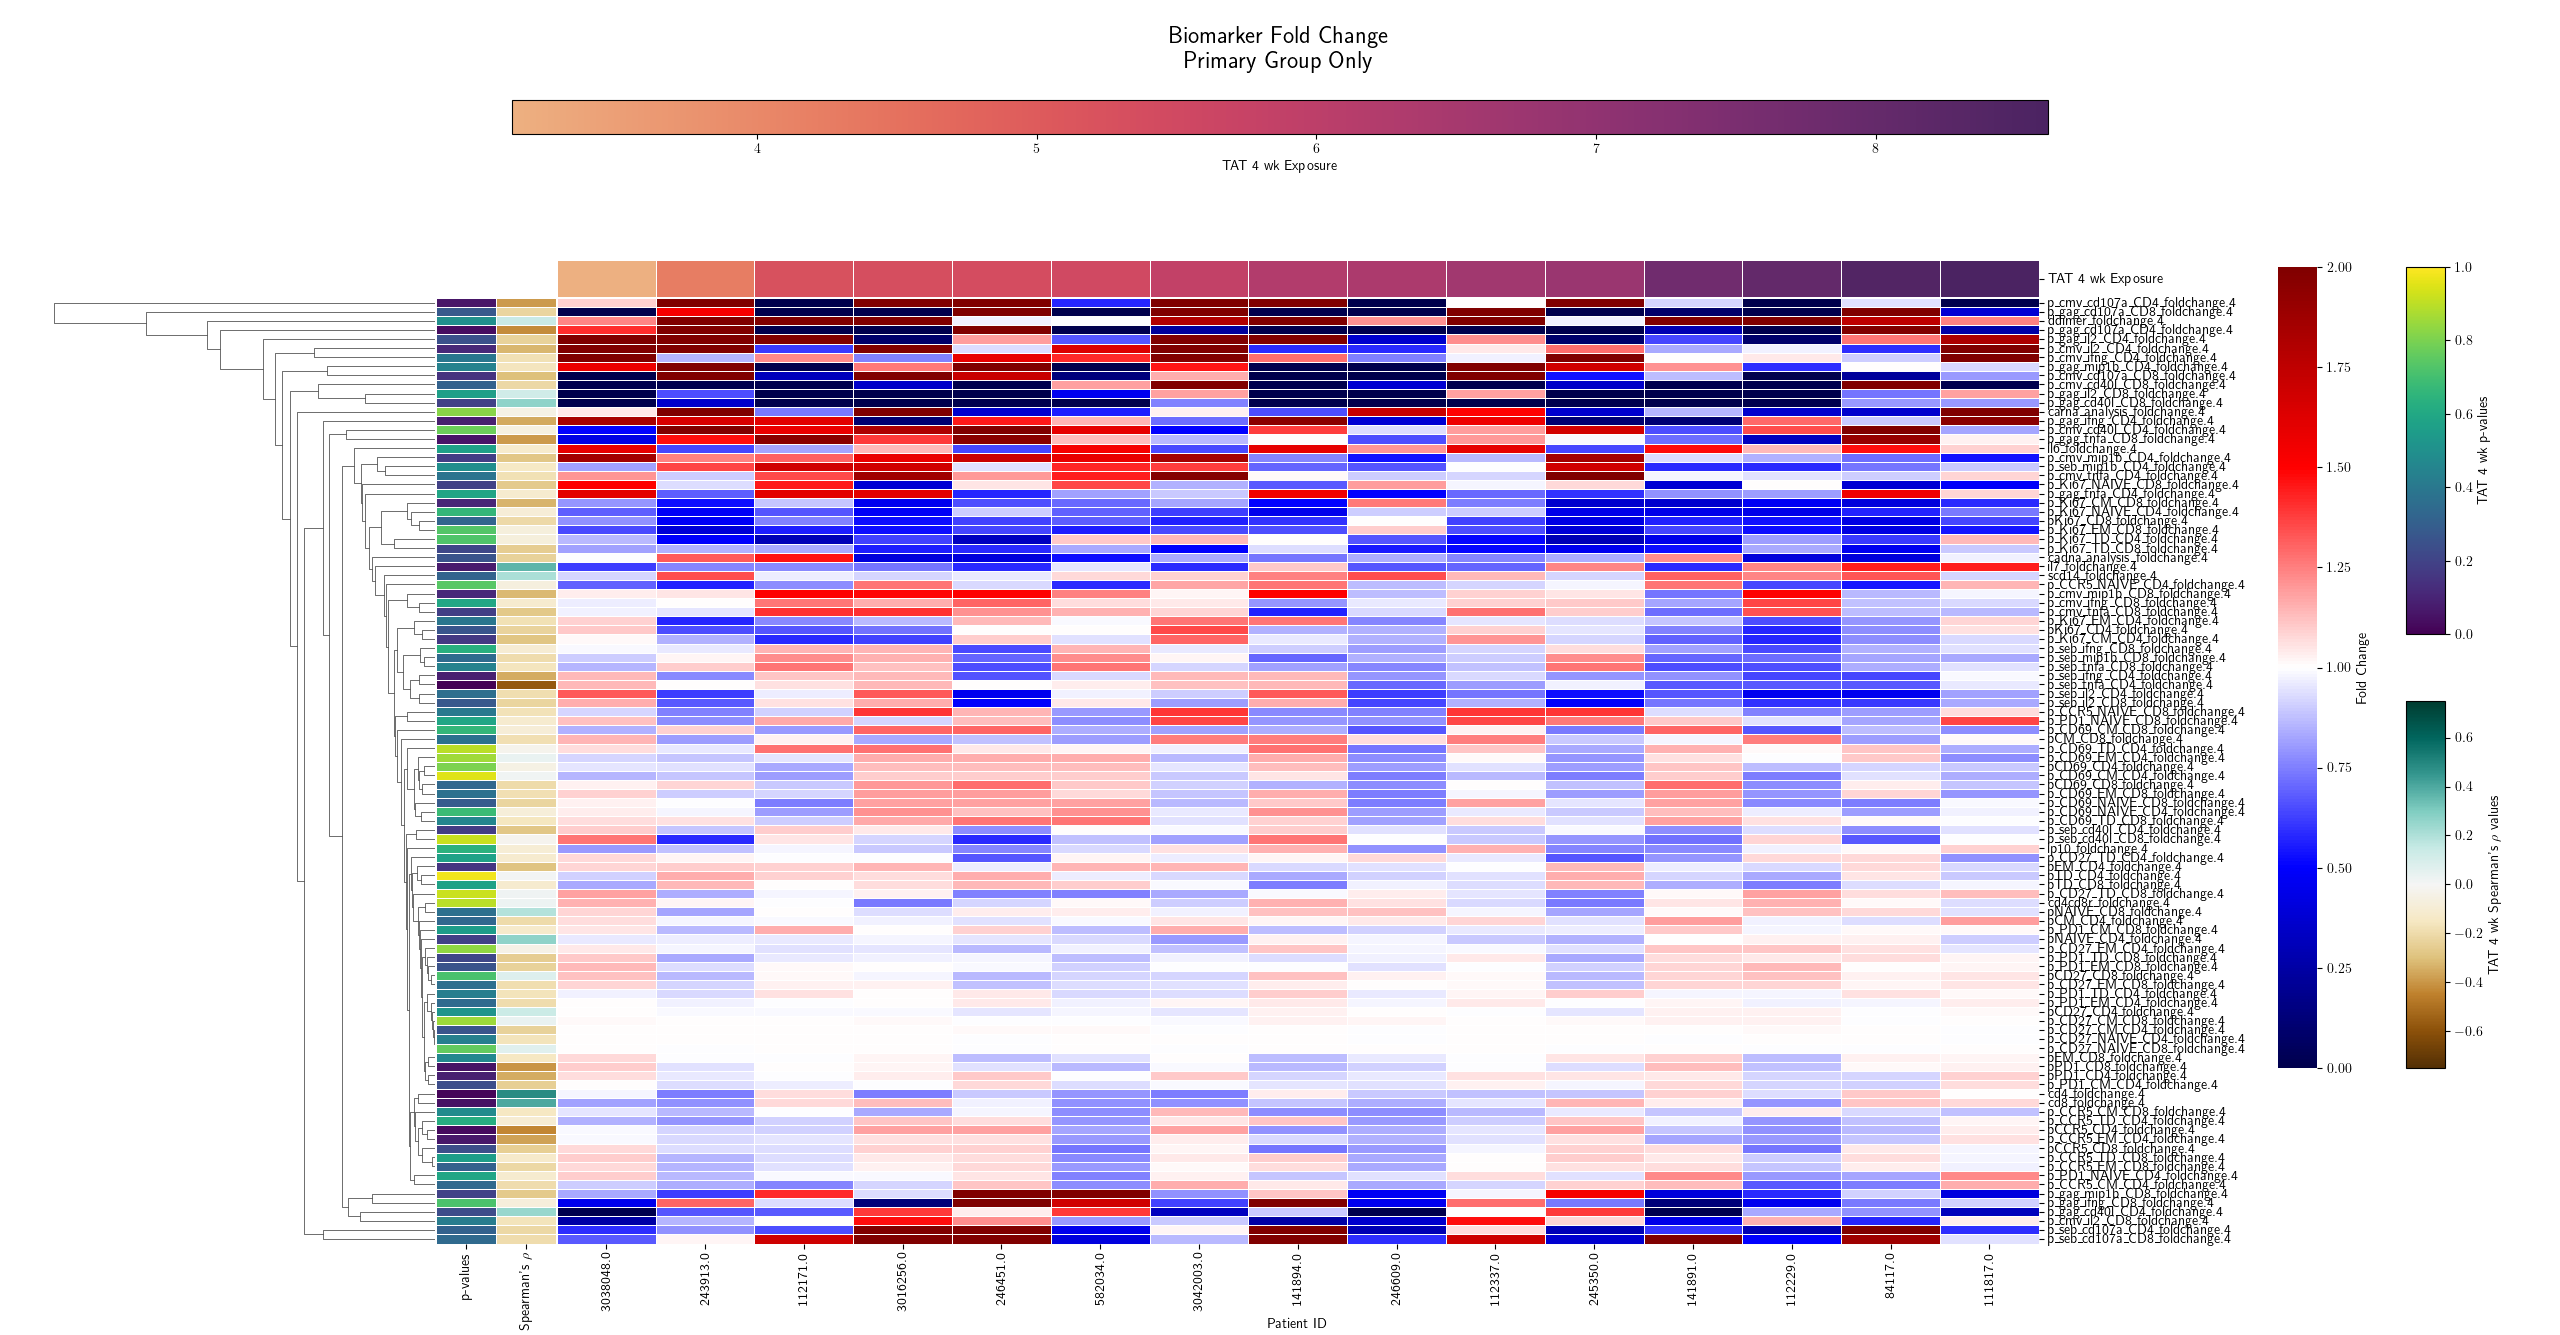 Biomarker Fold Change
Primary Group Only
4 5 6 7 8
TAT 4 wk Exposure
TAT 4 wk Exposure
p_cmv_cd107a_CD4_foldchange.4
p_gag_cd107a_CD8_foldchange.4
ddimer_foldchange.4
p_gag_cd107a_CD4_foldchange.4
p_gag_il2_CD4_foldchange.4
p_cmv_il2_CD4_foldchange.4
p_cmv_ifng_CD4_foldchange.4
p_gag_mip1b_CD4_foldchange.4
p_cmv_cd107a_CD8_foldchange.4
p_cmv_cd40l_CD8_foldchange.4
p_gag_il2_CD8_foldchange.4
p_gag_cd40l_CD8_foldchange.4
carna_analysis_foldchange.4
p_gag_ifng_CD4_foldchange.4
p_cmv_cd40l_CD4_foldchange.4
p_gag_tnfa_CD8_foldchange.4
il6_foldchange.4
p_cmv_mip1b_CD4_foldchange.4
p_seb_mip1b_CD4_foldchange.4
p_cmv_tnfa_CD4_foldchange.4
p_Ki67_NAIVE_CD8_foldchange.4
p_gag_tnfa_CD4_foldchange.4
p_Ki67_CM_CD8_foldchange.4
p_Ki67_NAIVE_CD4_foldchange.4
pKi67_CD8_foldchange.4
p_Ki67_EM_CD8_foldchange.4
p_Ki67_TD_CD4_foldchange.4
p_Ki67_TD_CD8_foldchange.4
cadna_analysis_foldchange.4
il7_foldchange.4
scd14_foldchange.4
p_CCR5_NAIVE_CD4_foldchange.4
p_cmv_mip1b_CD8_foldchange.4
p_cmv_ifng_CD8_foldchange.4
p_cmv_tnfa_CD8_foldchange.4
p_Ki67_EM_CD4_foldchange.4
pKi67_CD4_foldchange.4
p_Ki67_CM_CD4_foldchange.4
p_seb_ifng_CD8_foldchange.4
p_seb_mip1b_CD8_foldchange.4
p_seb_tnfa_CD8_foldchange.4
p_seb_ifng_CD4_foldchange.4
p_seb_tnfa_CD4_foldchange.4
p_seb_il2_CD4_foldchange.4
p_seb_il2_CD8_foldchange.4
p_CCR5_NAIVE_CD8_foldchange.4
p_PD1_NAIVE_CD8_foldchange.4
p_CD69_CM_CD8_foldchange.4
pCM_CD8_foldchange.4
p_CD69_TD_CD4_foldchange.4
p_CD69_EM_CD4_foldchange.4
pCD69_CD4_foldchange.4
p_CD69_CM_CD4_foldchange.4
pCD69_CD8_foldchange.4
p_CD69_EM_CD8_foldchange.4
p_CD69_NAIVE_CD8_foldchange.4
p_CD69_NAIVE_CD4_foldchange.4
p_CD69_TD_CD8_foldchange.4
p_seb_cd40l_CD4_foldchange.4
p_seb_cd40l_CD8_foldchange.4
ip10_foldchange.4
p_CD27_TD_CD4_foldchange.4
pEM_CD4_foldchange.4
pTD_CD4_foldchange.4
pTD_CD8_foldchange.4
p_CD27_TD_CD8_foldchange.4
cd4cd8r_foldchange.4
pNAIVE_CD8_foldchange.4
pCM_CD4_foldchange.4
p_PD1_CM_CD8_foldchange.4
pNAIVE_CD4_foldchange.4
p_CD27_EM_CD4_foldchange.4
p_PD1_TD_CD8_foldchange.4
p_PD1_EM_CD8_foldchange.4
pCD27_CD8_foldchange.4
p_CD27_EM_CD8_foldchange.4
p_PD1_TD_CD4_foldchange.4
p_PD1_EM_CD4_foldchange.4
pCD27_CD4_foldchange.4
p_CD27_CM_CD8_foldchange.4
p_CD27_CM_CD4_foldchange.4
p_CD27_NAIVE_CD4_foldchange.4
p_CD27_NAIVE_CD8_foldchange.4
pEM_CD8_foldchange.4
pPD1_CD8_foldchange.4
pPD1_CD4_foldchange.4
p_PD1_CM_CD4_foldchange.4
cd4_foldchange.4
cd8_foldchange.4
p_CCR5_CM_CD8_foldchange.4
p_CCR5_TD_CD4_foldchange.4
pCCR5_CD4_foldchange.4
p_CCR5_EM_CD4_foldchange.4
pCCR5_CD8_foldchange.4
p_CCR5_TD_CD8_foldchange.4
p_CCR5_EM_CD8_foldchange.4
p_PD1_NAIVE_CD4_foldchange.4
p_CCR5_CM_CD4_foldchange.4
p_gag_mip1b_CD8_foldchange.4
p_gag_ifng_CD8_foldchange.4
p_gag_cd40l_CD4_foldchange.4
p_cmv_il2_CD8_foldchange.4
p_seb_cd107a_CD4_foldchange.4
p_seb_cd107a_CD8_foldchange.4
p-values
Spearman's ρ
3038048.0
243913.0
112171.0
3016256.0
246451.0
582034.0
3042003.0
141894.0
246609.0
112337.0
245350.0
141891.0
112229.0
84117.0
111817.0
Patient ID
2.00
1.75
1.50
1.25
1.00
0.75
0.50
0.25
0.00
Fold Change
1.0
0.8
0.6
0.4
0.2
0.0
TAT 4 wk p-values
0.6
0.4
0.2
0.0
−0.2
−0.4
−0.6
TAT 4 wk Spearman's ρ values